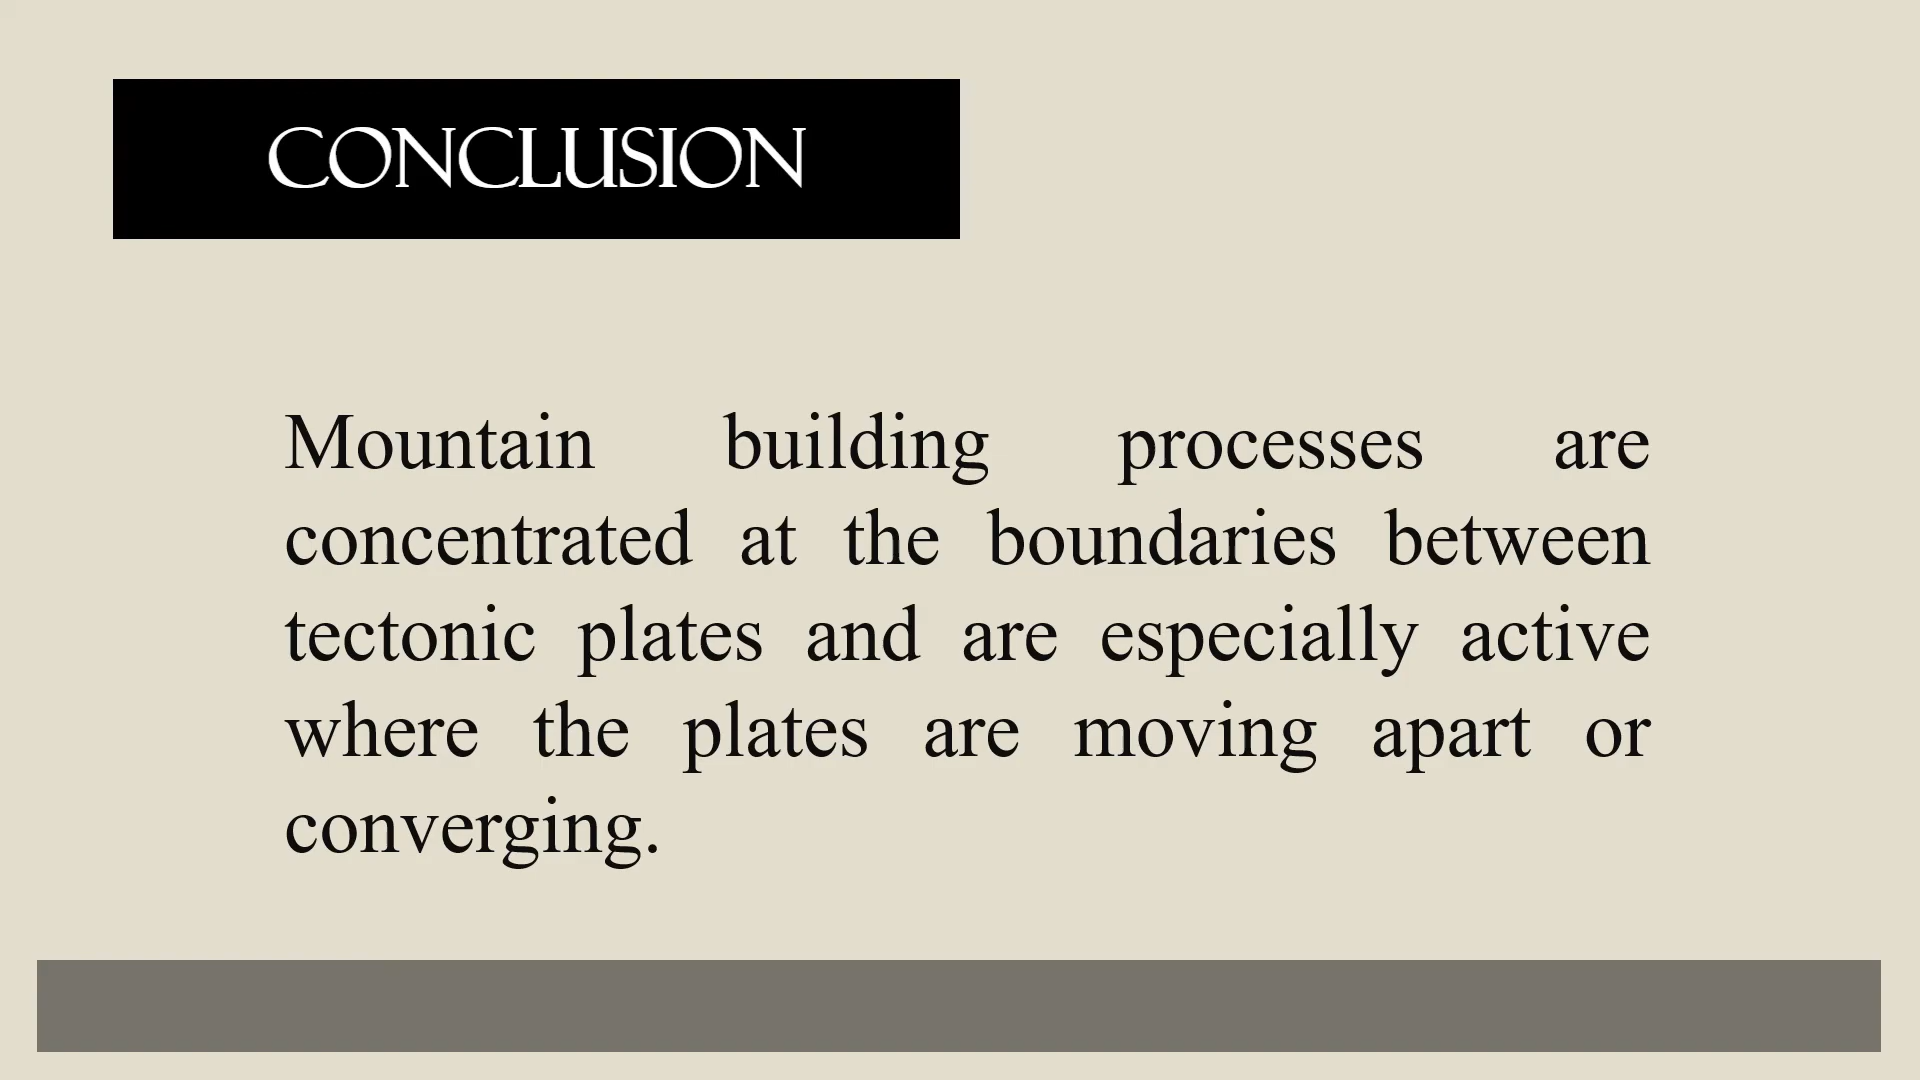 CONCLUSION
Mountain building processes are
concentrated at the boundaries between
tectonic plates and are especially active
where the plates are moving apart or
converging.